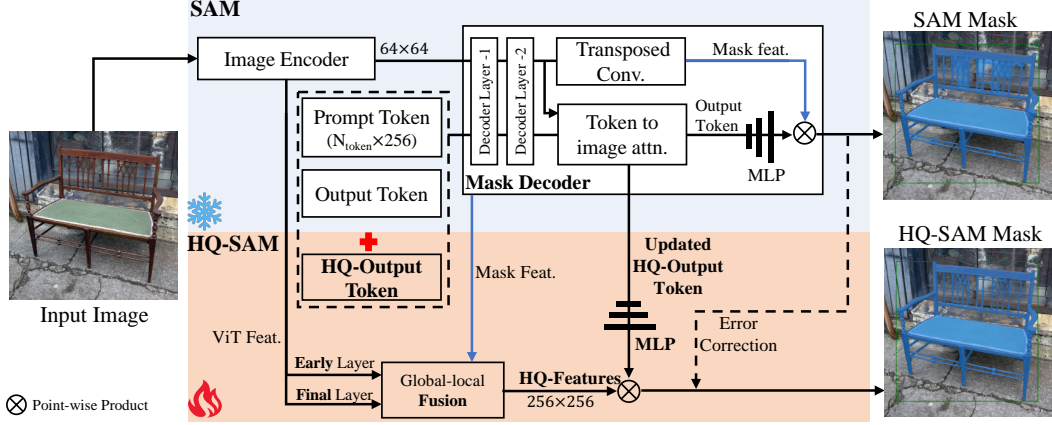 SAM
SAM Mask
Image Encoder
64×64
Decoder Layer -1
Decoder Layer -2
Transposed
Conv.
Mask feat.
Prompt Token
(N_token×256)
Token to
image attn.
Output
Token
MLP
Output Token
Mask Decoder
HQ-SAM
HQ-Output
Token
Mask Feat.
Updated
HQ-Output
Token
HQ-SAM Mask
Input Image
ViT Feat.
MLP
Error
Correction
Early Layer
Final Layer
Global-local
Fusion
HQ-Features
256×256
Point-wise Product